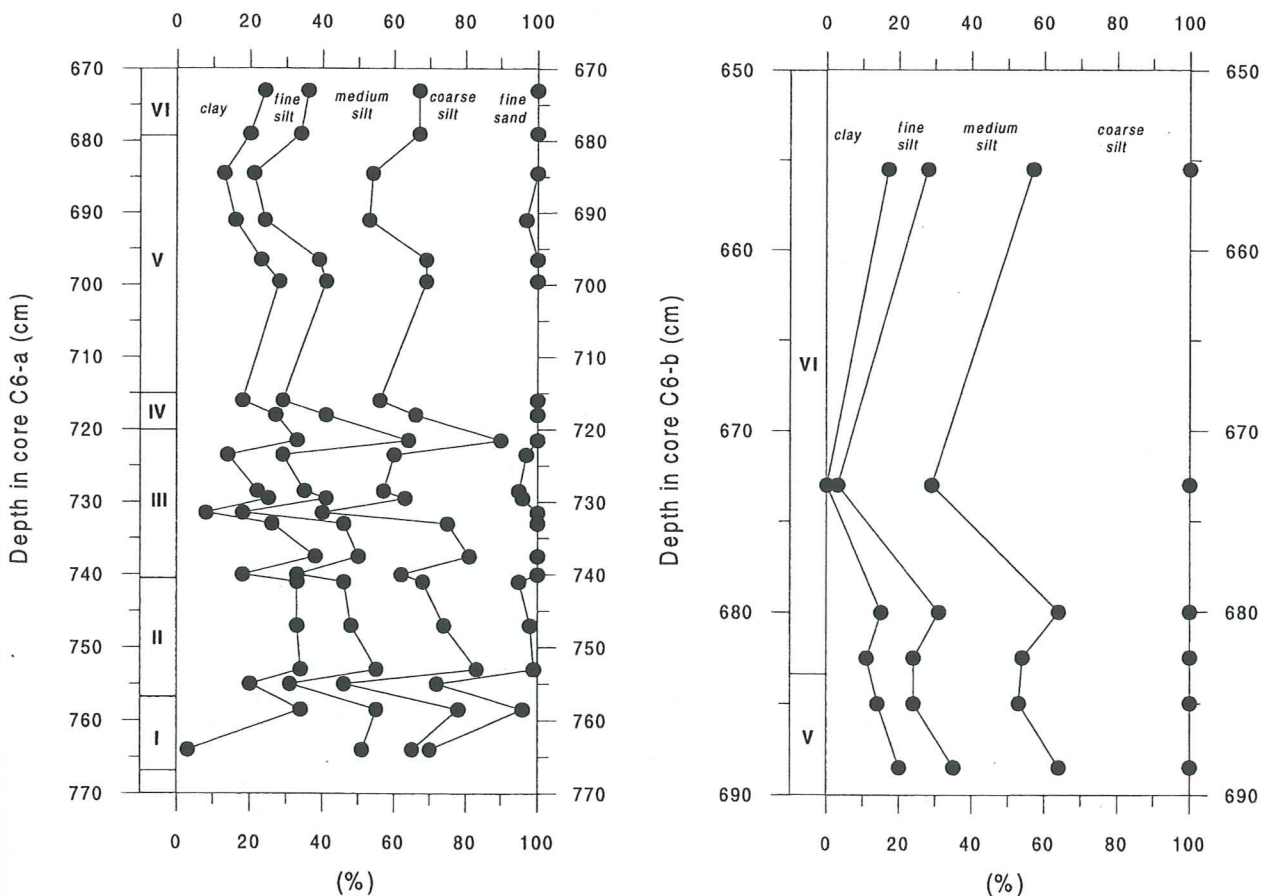 0 20 40 60 80 100
670 670
VI clay fine silt medium silt coarse silt fine sand
680 680
690 690
V
700 700
710 710
IV
720 720
III
730 730
740 740
II
750 750
760 760
I
770 770
0 20 40 60 80 100
(%)
Depth in core C6-a (cm)
0 20 40 60 80 100
650 650
clay fine silt medium silt coarse silt
660 660
VI
670 670
680 680
V
690 690
0 20 40 60 80 100
(%)
Depth in core C6-b (cm)